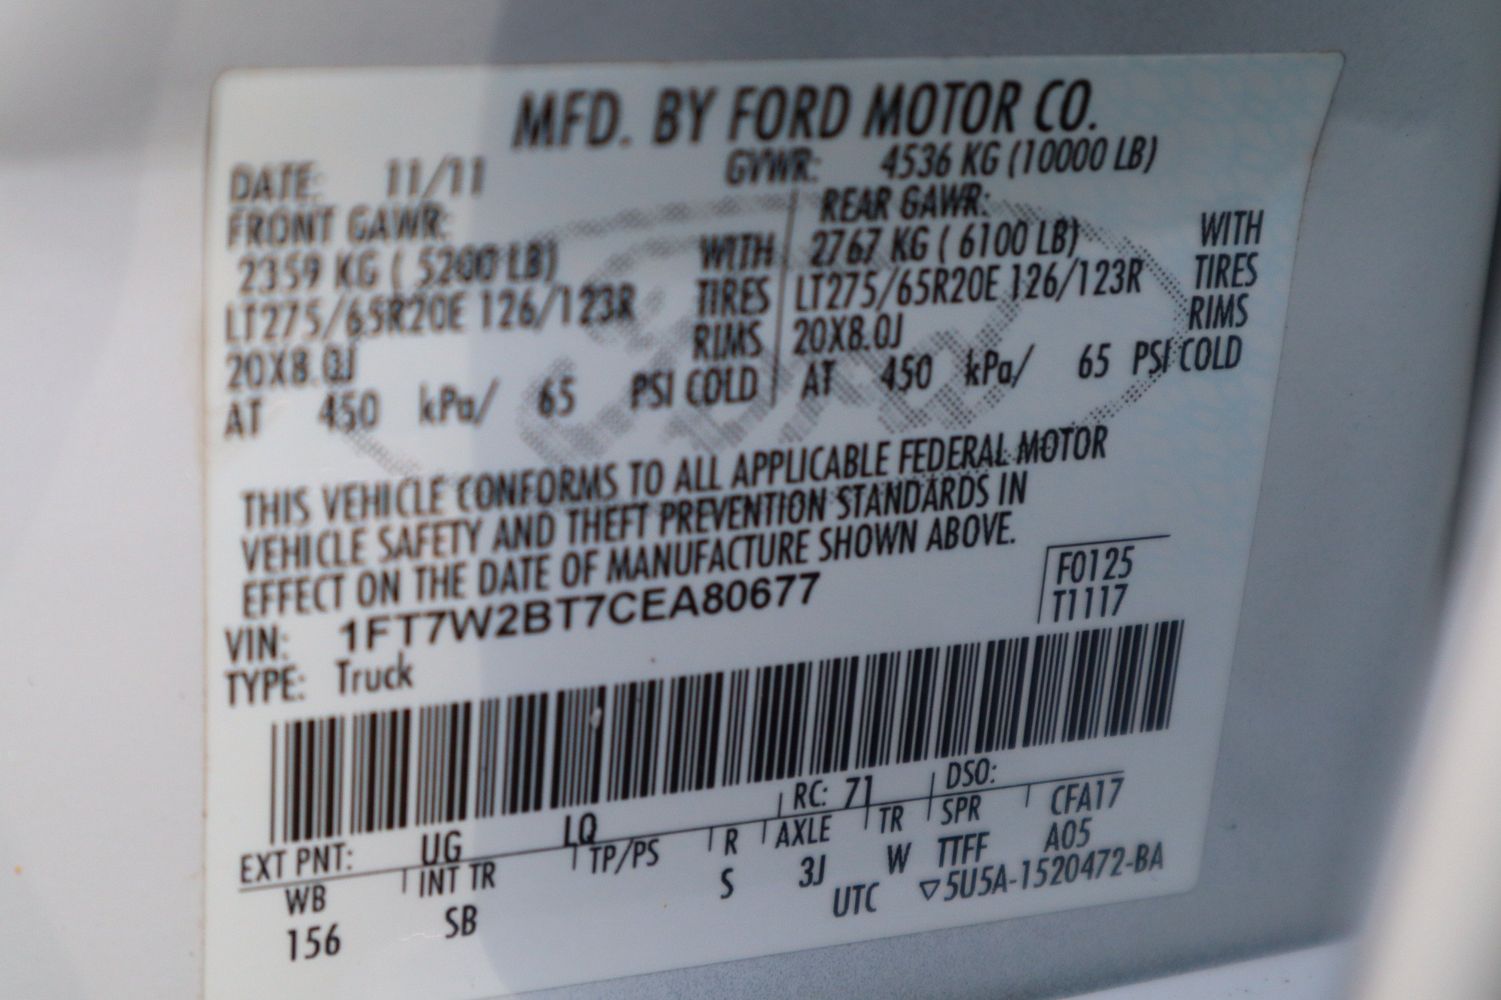 MFD. BY FORD MOTOR CO.
DATE: 11/11 GVWR: 4536 KG (10000 LB)
FRONT GAWR: REAR GAWR:
2359 KG ( 5200 LB) WITH 2767 KG ( 6100 LB) WITH
LT275/65R20E 126/123R TIRES LT275/65R20E 126/123R TIRES
20X8.0J RIMS 20X8.0J RIMS
AT 450 kPa/ 65 PSI COLD AT 450 kPa/ 65 PSI COLD
THIS VEHICLE CONFORMS TO ALL APPLICABLE FEDERAL MOTOR
VEHICLE SAFETY AND THEFT PREVENTION STANDARDS IN
EFFECT ON THE DATE OF MANUFACTURE SHOWN ABOVE.
VIN: 1FT7W2BT7CEA80677 F0125
TYPE: Truck T1117
EXT PNT: UG LQ RC: 71 DSO:
WB INT TR TP/PS R AXLE TR SPR CFA17
156 SB S 3J W TTFF A05
UTC ▽5U5A-1520472-BA